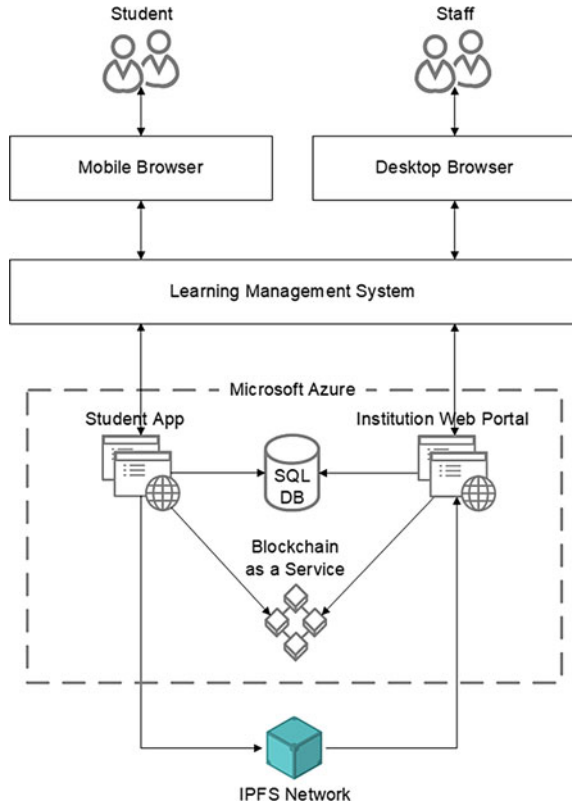 Student
Staff
Mobile Browser
Desktop Browser
Learning Management System
Microsoft Azure
Student App
Institution Web Portal
SQL
DB
Blockchain
as a Service
IPFS Network